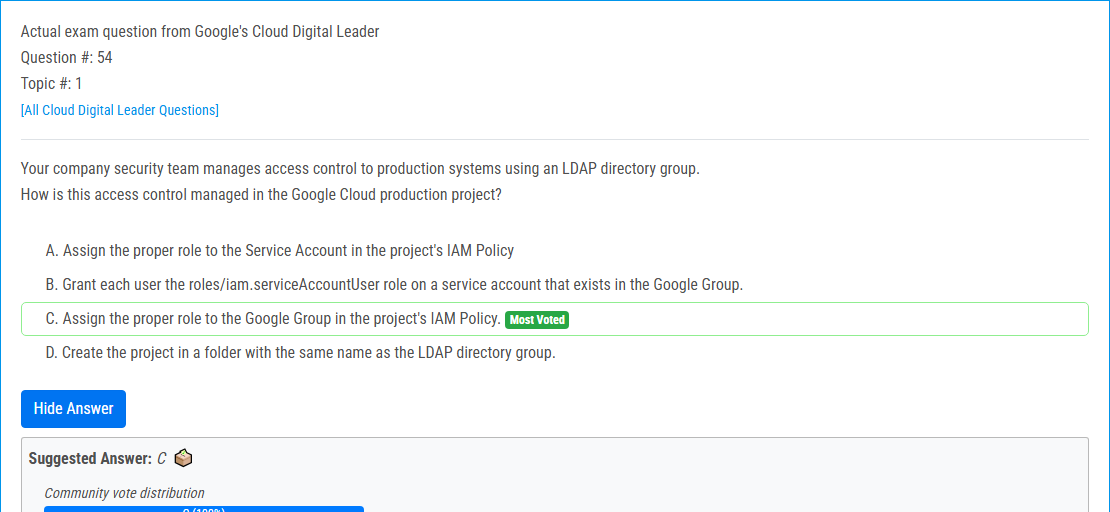 Actual exam question from Google's Cloud Digital Leader
Question #: 54
Topic #: 1
[All Cloud Digital Leader Questions]
Your company security team manages access control to production systems using an LDAP directory group.
How is this access control managed in the Google Cloud production project?
A. Assign the proper role to the Service Account in the project's IAM Policy
B. Grant each user the roles/iam.serviceAccountUser role on a service account that exists in the Google Group.
C. Assign the proper role to the Google Group in the project's IAM Policy. Most Voted
D. Create the project in a folder with the same name as the LDAP directory group.
Hide Answer
Suggested Answer: C
Community vote distribution